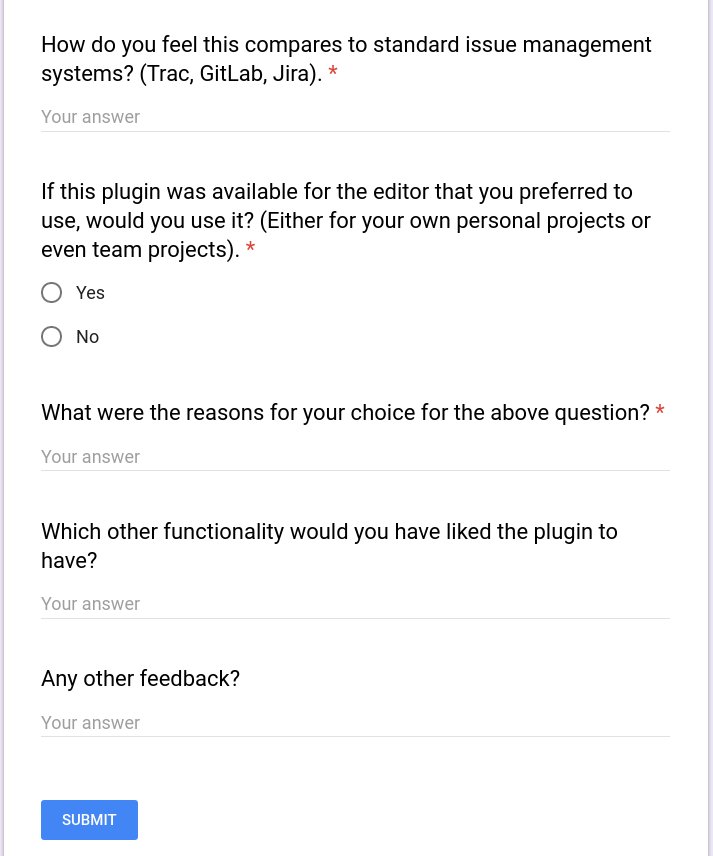 How do you feel this compares to standard issue management
systems? (Trac, GitLab, Jira). *
Your answer
If this plugin was available for the editor that you preferred to
use, would you use it? (Either for your own personal projects or
even team projects). *
Yes
No
What were the reasons for your choice for the above question? *
Your answer
Which other functionality would you have liked the plugin to
have?
Your answer
Any other feedback?
Your answer
SUBMIT